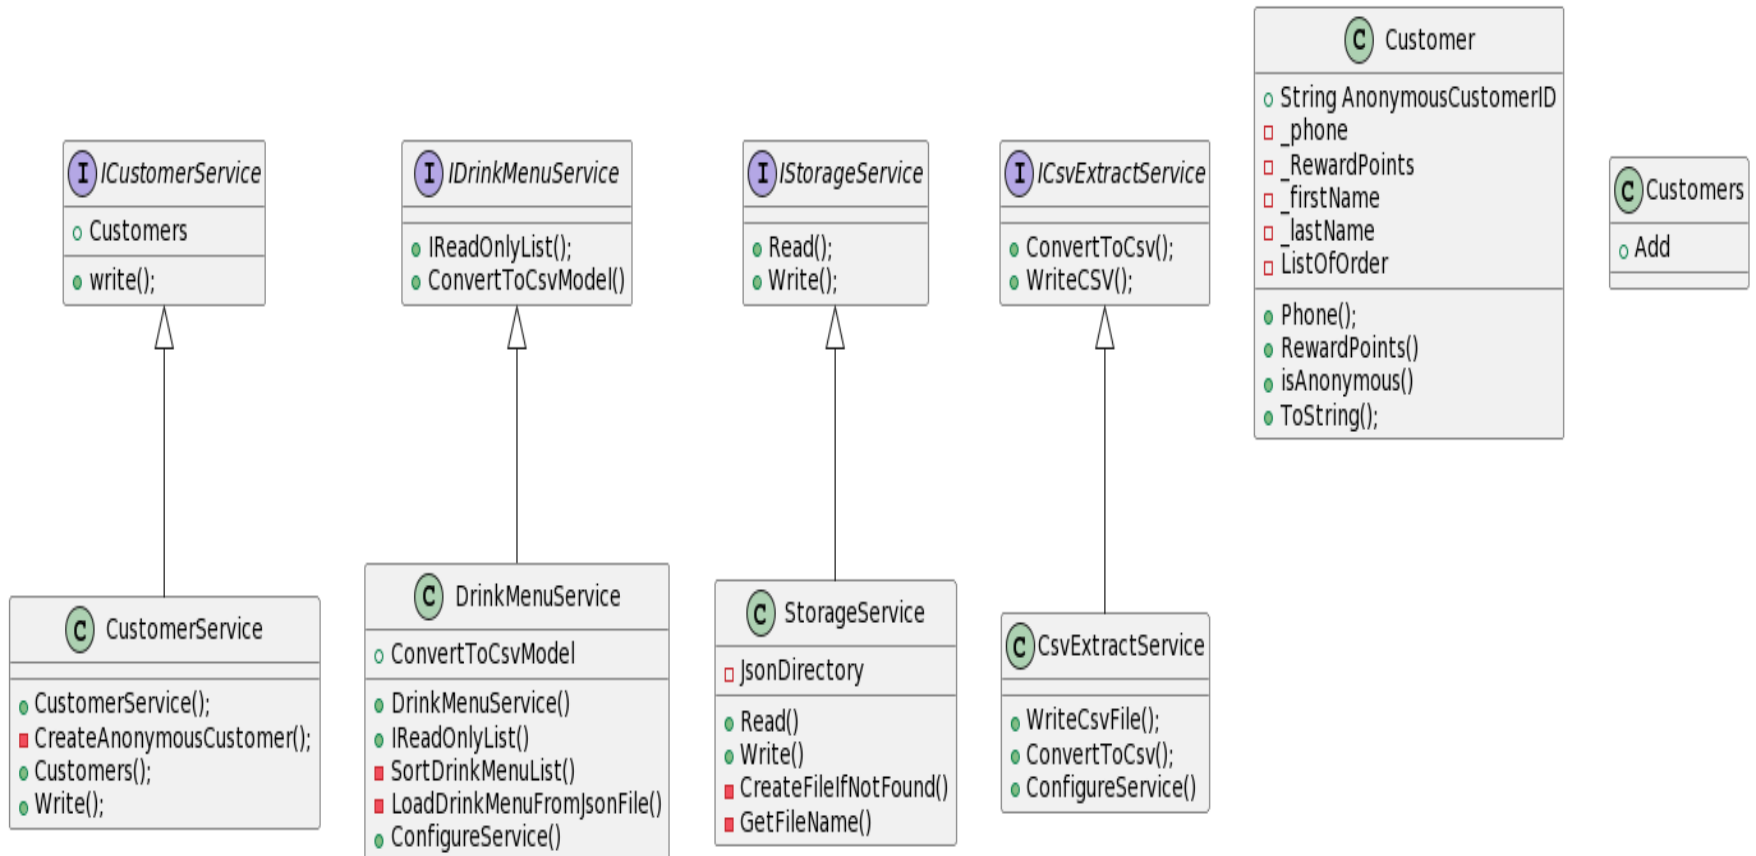 I ICustomerService
Customers
write();
I IDrinkMenuService
IReadOnlyList();
ConvertToCsvModel()
I IStorageService
Read();
Write();
I ICsvExtractService
ConvertToCsv();
WriteCSV();
C Customer
String AnonymousCustomerID
_phone
_RewardPoints
_firstName
_lastName
ListOfOrder
Phone();
RewardPoints()
isAnonymous()
ToString();
C Customers
Add
C CustomerService
CustomerService();
CreateAnonymousCustomer();
Customers();
Write();
C DrinkMenuService
ConvertToCsvModel
DrinkMenuService()
IReadOnlyList()
SortDrinkMenuList()
LoadDrinkMenuFromJsonFile()
ConfigureService()
C StorageService
JsonDirectory
Read()
Write()
CreateFileIfNotFound()
GetFileName()
C CsvExtractService
WriteCsvFile();
ConvertToCsv();
ConfigureService()